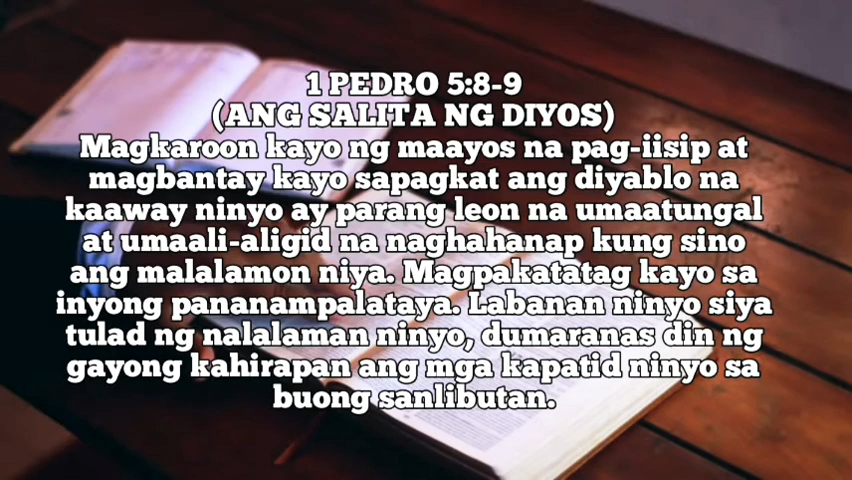 1 PEDRO 5:8-9
(ANG SALITA NG DIYOS)
Magkaroon kayo ng maayos na pag-iisip at
magbantay kayo sapagkat ang diyablo na
kaaway ninyo ay parang leon na umaatungal
at umaali-aligid na naghahanap kung sino
ang malalamon niya. Magpakatatag kayo sa
inyong pananampalataya. Labanan ninyo siya
tulad ng nalalaman ninyo, dumaranas din ng
gayong kahirapan ang mga kapatid ninyo sa
buong sanlibutan.